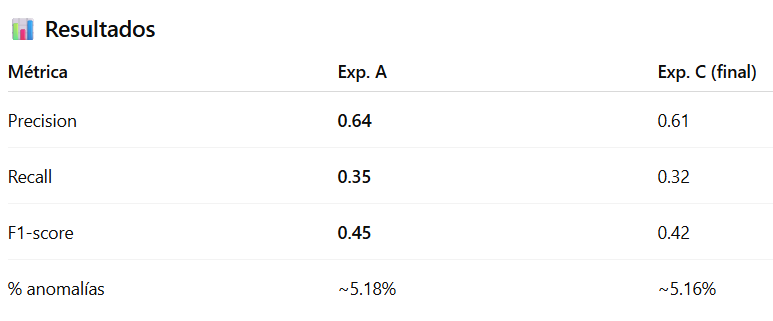 📊 Resultados
Métrica Exp. A Exp. C (final)
Precision 0.64 0.61
Recall 0.35 0.32
F1-score 0.45 0.42
% anomalías ~5.18% ~5.16%